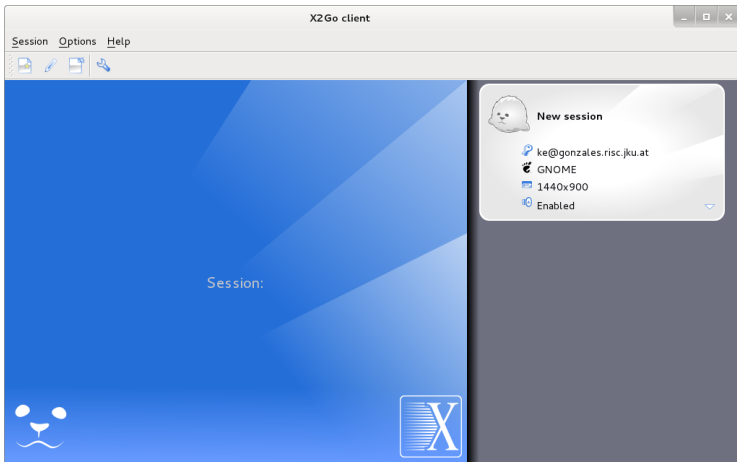 X2Go client
Session Options Help
New session
ke@gonzales.risc.jku.at
GNOME
1440x900
Enabled
Session:
X